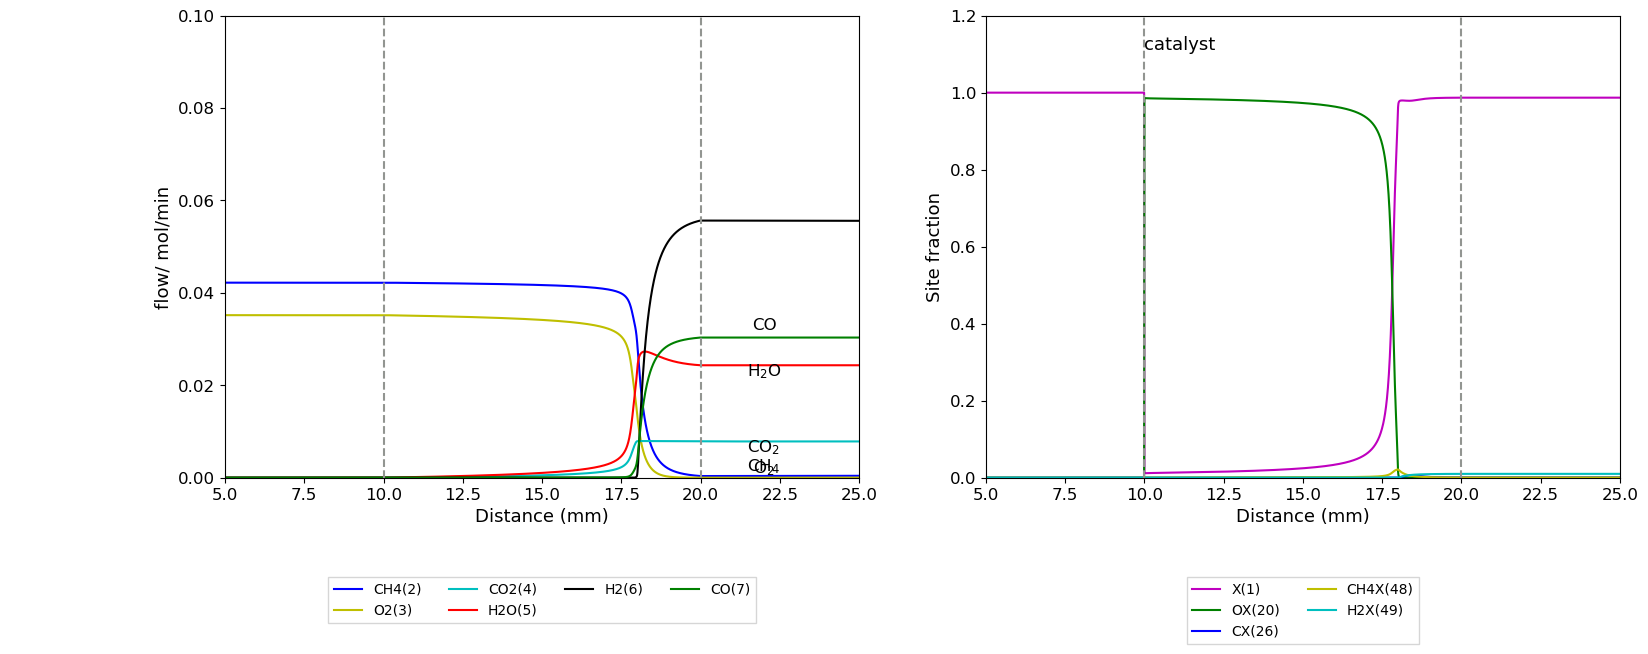 0.10
0.08
0.06
0.04
0.02
0.00
flow/ mol/min
CO
H₂O
CO₂
CH₄
O₂
5.0 7.5 10.0 12.5 15.0 17.5 20.0 22.5 25.0
Distance (mm)
CH4(2) CO2(4) H2(6) CO(7)
O2(3) H2O(5)
1.2
1.0
0.8
0.6
0.4
0.2
0.0
Site fraction
catalyst
5.0 7.5 10.0 12.5 15.0 17.5 20.0 22.5 25.0
Distance (mm)
X(1) CH4X(48)
OX(20) H2X(49)
CX(26)